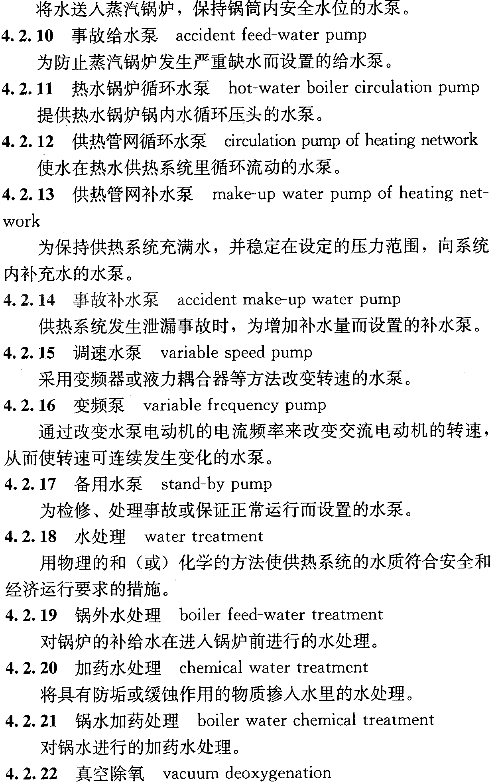 将水送入蒸汽锅炉，保持锅筒内安全水位的水泵。
4.2.10 事故给水泵 accident feed-water pump
为防止蒸汽锅炉发生严重缺水而设置的给水泵。
4.2.11 热水锅炉循环水泵 hot-water boiler circulation pump
提供热水锅炉锅内水循环压头的水泵。
4.2.12 供热管网循环水泵 circulation pump of heating network
使水在热水供热系统里循环流动的水泵。
4.2.13 供热管网补水泵 make-up water pump of heating net-
work
为保持供热系统充满水，并稳定在设定的压力范围，向系统
内补充水的水泵。
4.2.14 事故补水泵 accident make-up water pump
供热系统发生泄漏事故时，为增加补水量而设置的补水泵。
4.2.15 调速水泵 variable speed pump
采用变频器或液力耦合器等方法改变转速的水泵。
4.2.16 变频泵 variable frequency pump
通过改变水泵电动机的电流频率来改变交流电动机的转速，
从而使转速可连续发生变化的水泵。
4.2.17 备用水泵 stand-by pump
为检修、处理事故或保证正常运行而设置的水泵。
4.2.18 水处理 water treatment
用物理的和（或）化学的方法使供热系统的水质符合安全和
经济运行要求的措施。
4.2.19 锅外水处理 boiler feed-water treatment
对锅炉的补给水在进入锅炉前进行的水处理。
4.2.20 加药水处理 chemical water treatment
将具有防垢或缓蚀作用的物质掺入水里的水处理。
4.2.21 锅水加药处理 boiler water chemical treatment
对锅水进行的加药水处理。
4.2.22 真空除氧 vacuum deoxygenation